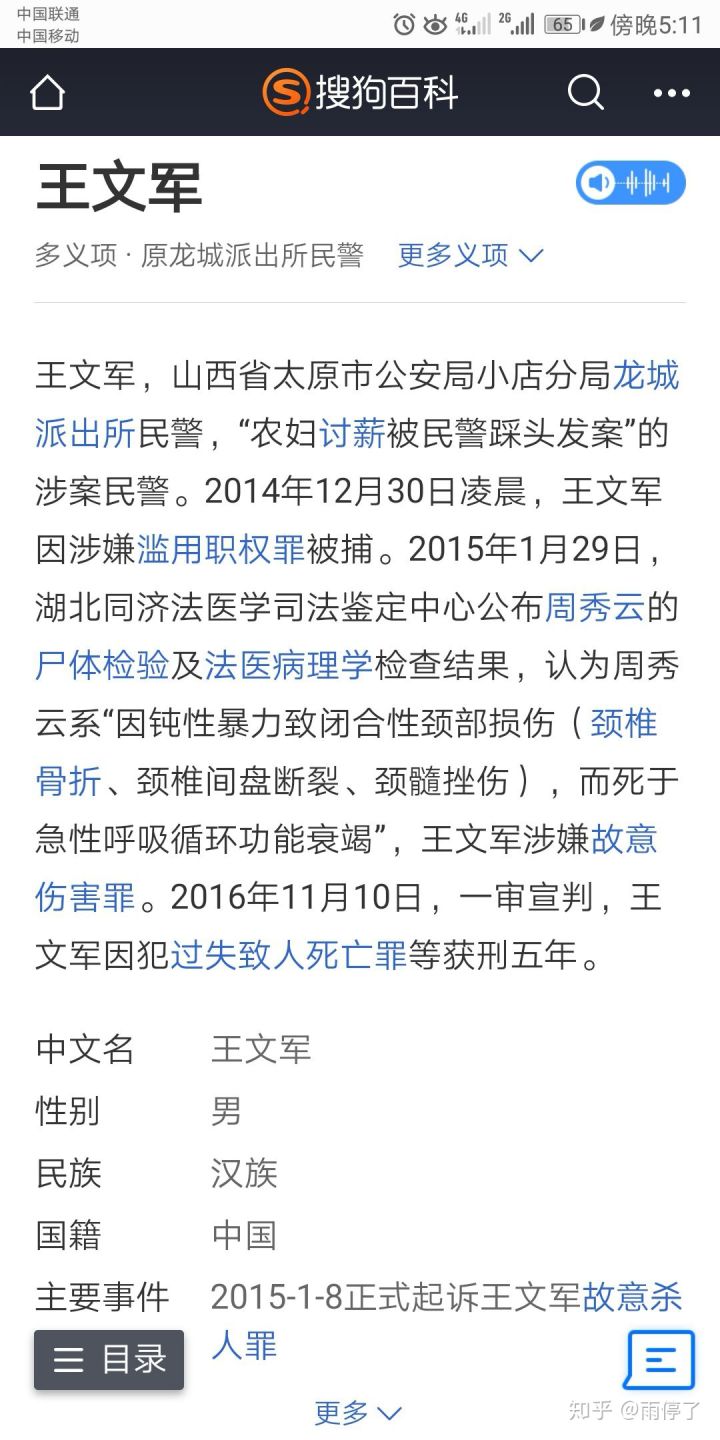 中国联通
中国移动
4G 2G 65 傍晚5:11
搜狗百科
王文军
多义项·原龙城派出所民警 更多义项
王文军，山西省太原市公安局小店分局龙城
派出所民警，“农妇讨薪被民警踩头发案”的
涉案民警。2014年12月30日凌晨，王文军
因涉嫌滥用职权罪被捕。2015年1月29日，
湖北同济法医学司法鉴定中心公布周秀云的
尸体检验及法医病理学检查结果，认为周秀
云系“因钝性暴力致闭合性颈部损伤（颈椎
骨折、颈椎间盘断裂、颈髓挫伤），而死于
急性呼吸循环功能衰竭”，王文军涉嫌故意
伤害罪。2016年11月10日，一审宣判，王
文军因犯过失致人死亡罪等获刑五年。
中文名 王文军
性别 男
民族 汉族
国籍 中国
主要事件 2015-1-8正式起诉王文军故意杀
人罪
目录
更多
知乎 @雨停了